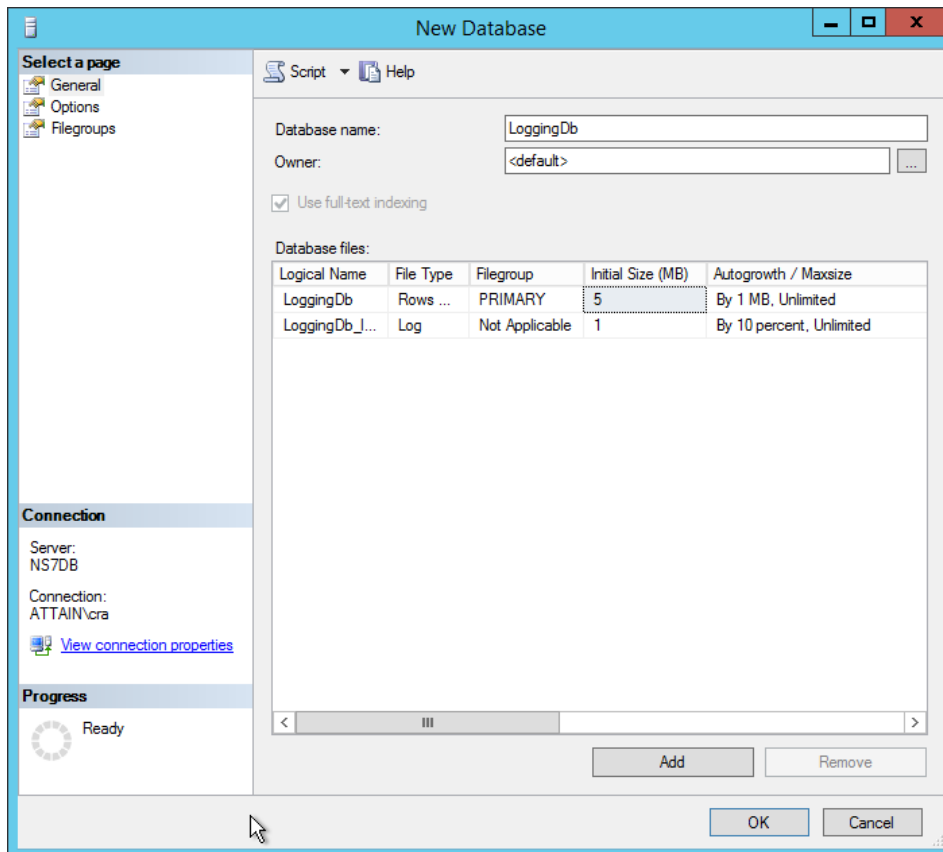 New Database
Select a page
General
Options
Filegroups
Script Help
Database name: LoggingDb
Owner: <default> ...
Use full-text indexing
Database files:
Logical Name File Type Filegroup Initial Size (MB) Autogrowth / Maxsize
LoggingDb Rows ... PRIMARY 5 By 1 MB, Unlimited
LoggingDb_l... Log Not Applicable 1 By 10 percent, Unlimited
Connection
Server:
NS7DB
Connection:
ATTAIN\cra
View connection properties
Progress
Ready
Add Remove
OK Cancel